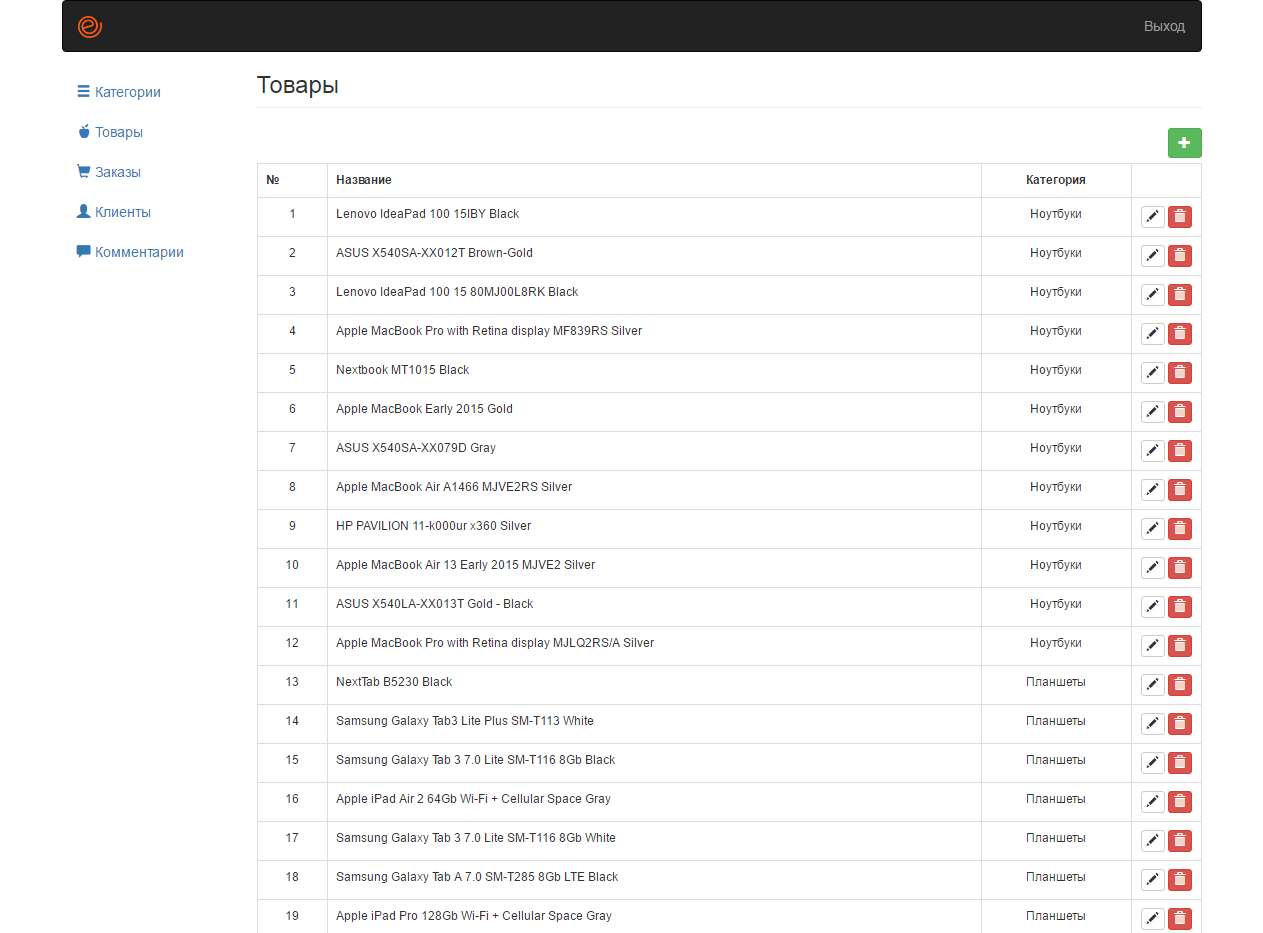 Выход
Товары
Категории
Товары
Заказы
Клиенты
Комментарии
№ Название Категория
1 Lenovo IdeaPad 100 15IBY Black Ноутбуки
2 ASUS X540SA-XX012T Brown-Gold Ноутбуки
3 Lenovo IdeaPad 100 15 80MJ00L8RK Black Ноутбуки
4 Apple MacBook Pro with Retina display MF839RS Silver Ноутбуки
5 Nextbook MT1015 Black Ноутбуки
6 Apple MacBook Early 2015 Gold Ноутбуки
7 ASUS X540SA-XX079D Gray Ноутбуки
8 Apple MacBook Air A1466 MJVE2RS Silver Ноутбуки
9 HP PAVILION 11-k000ur x360 Silver Ноутбуки
10 Apple MacBook Air 13 Early 2015 MJVE2 Silver Ноутбуки
11 ASUS X540LA-XX013T Gold - Black Ноутбуки
12 Apple MacBook Pro with Retina display MJLQ2RS/A Silver Ноутбуки
13 NextTab B5230 Black Планшеты
14 Samsung Galaxy Tab3 Lite Plus SM-T113 White Планшеты
15 Samsung Galaxy Tab 3 7.0 Lite SM-T116 8Gb Black Планшеты
16 Apple iPad Air 2 64Gb Wi-Fi + Cellular Space Gray Планшеты
17 Samsung Galaxy Tab 3 7.0 Lite SM-T116 8Gb White Планшеты
18 Samsung Galaxy Tab A 7.0 SM-T285 8Gb LTE Black Планшеты
19 Apple iPad Pro 128Gb Wi-Fi + Cellular Space Gray Планшеты